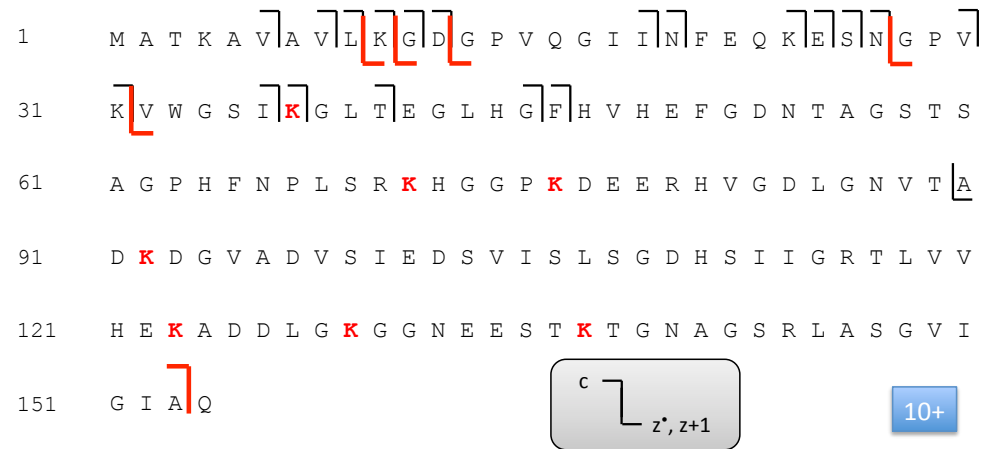 1 M A T K A V A V L K G D G P V Q G I I N F E Q K E S N G P V
31 K V W G S I K G L T E G L H G F H V H E F G D N T A G S T S
61 A G P H F N P L S R K H G G P K D E E R H V G D L G N V T A
91 D K D G V A D V S I E D S V I S L S G D H S I I G R T L V V
121 H E K A D D L G K G G N E E S T K T G N A G S R L A S G V I
151 G I A Q
c
z•, z+1
10+